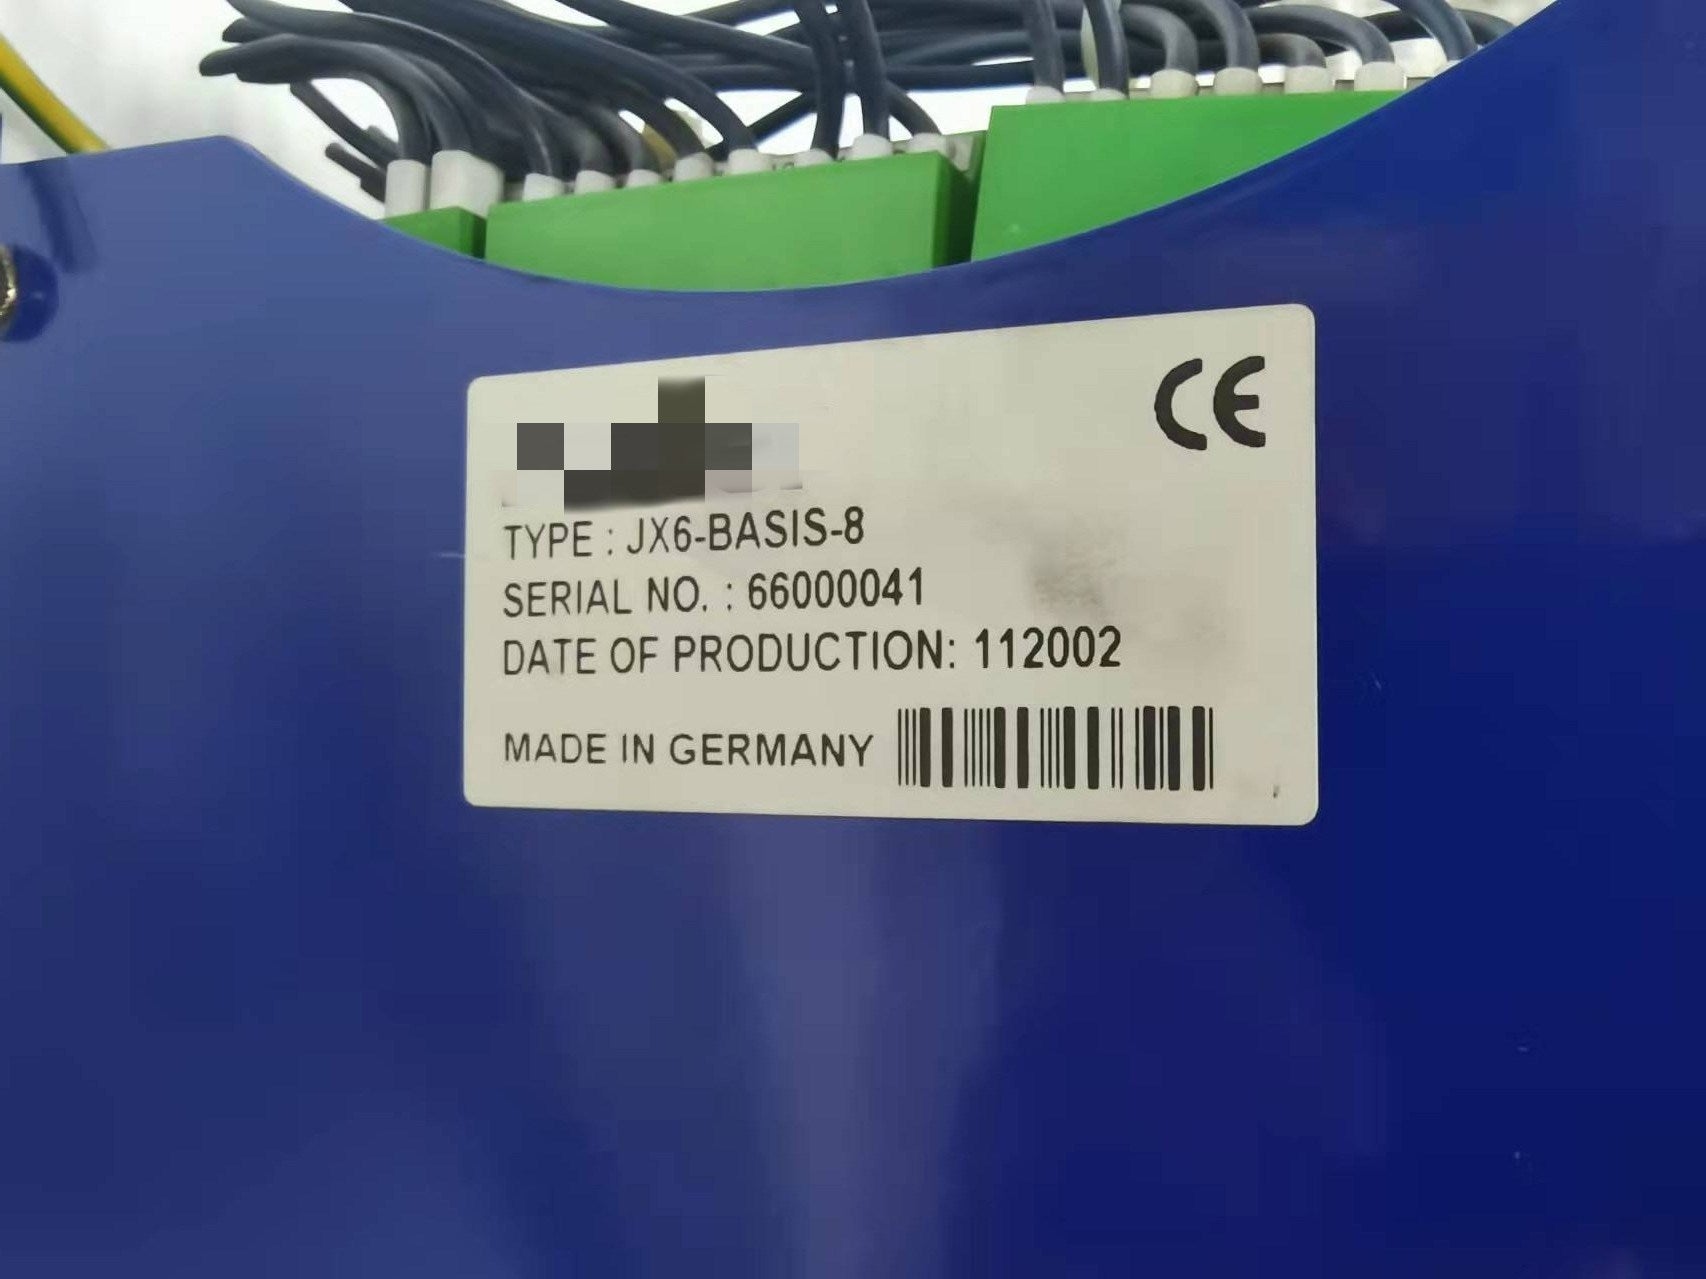 CE
TYPE : JX6-BASIS-8
SERIAL NO. : 66000041
DATE OF PRODUCTION: 112002
MADE IN GERMANY